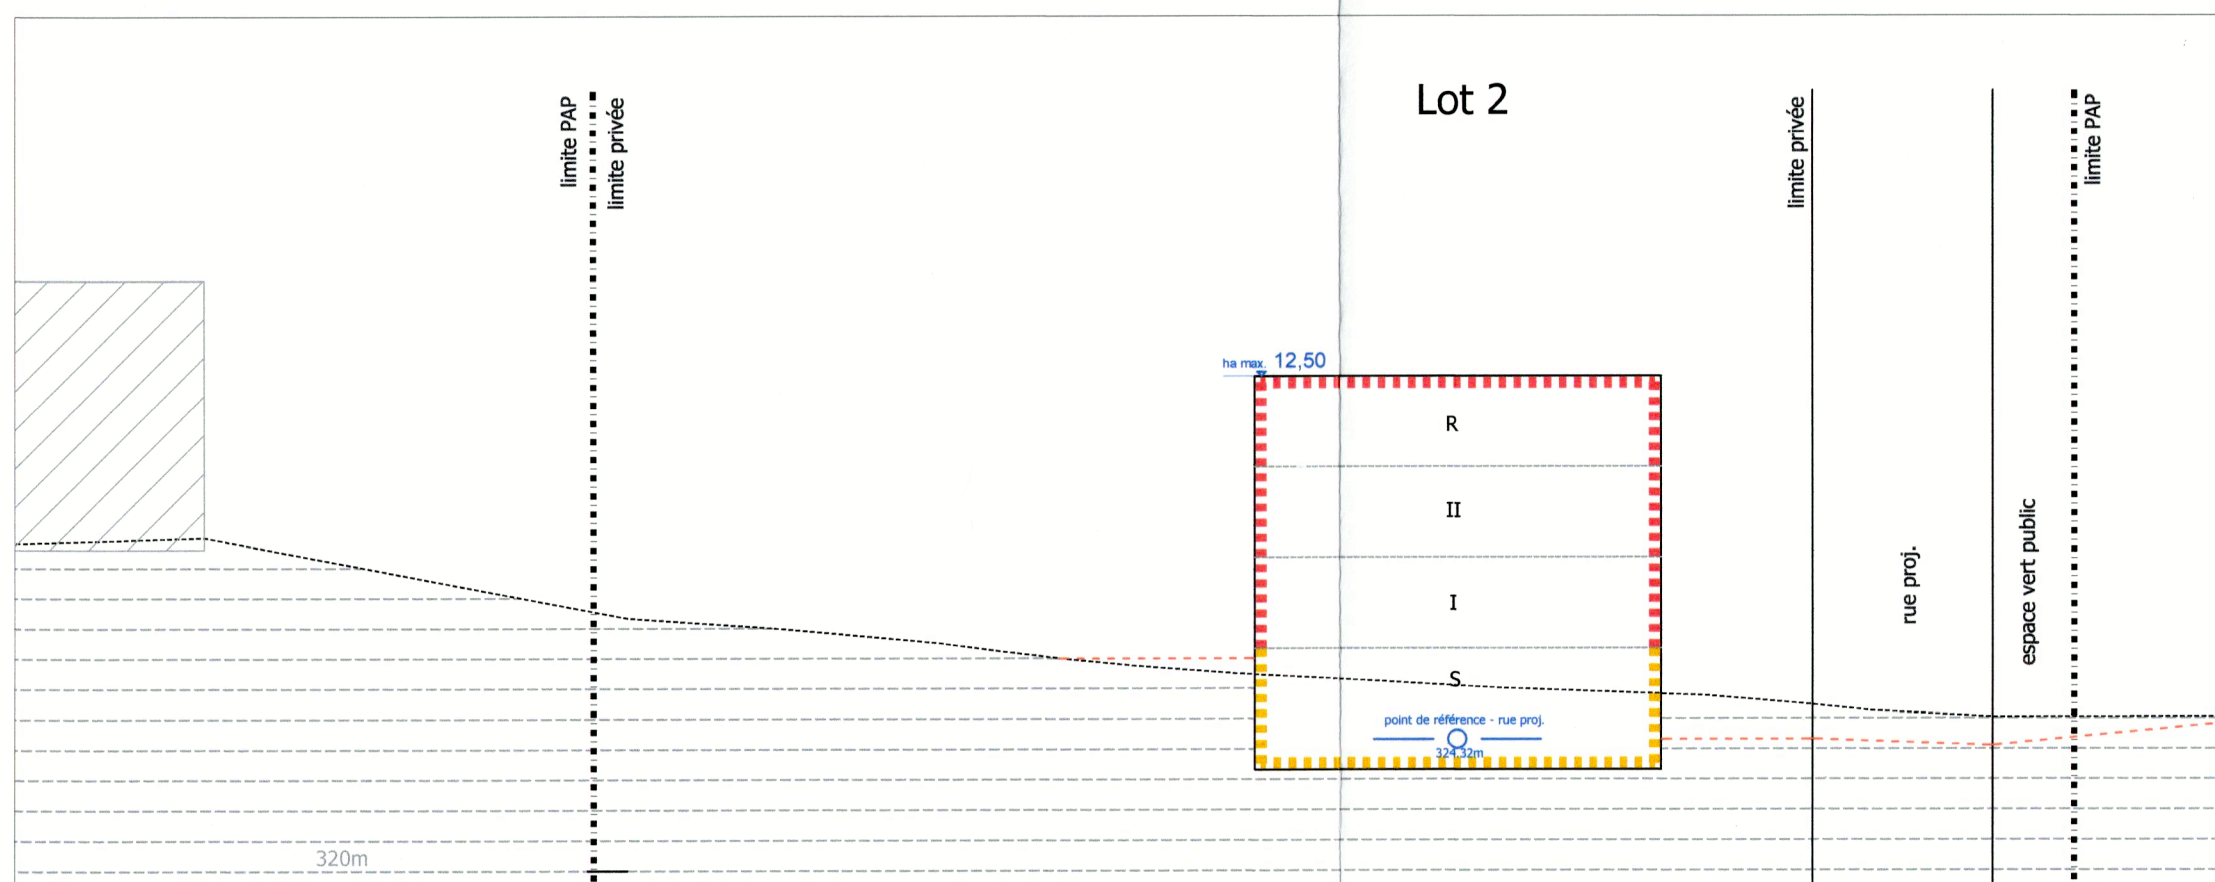 Lot 2
limite PAP
limite privée
limite privée
limite PAP
ha max. 12,50
R
II
I
S
rue proj.
espace vert public
point de référence - rue proj.
324,32m
320m